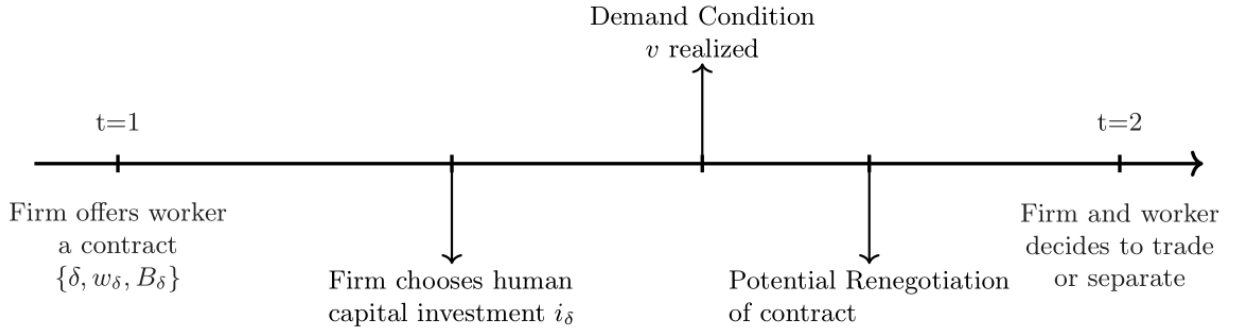 Demand Condition
v realized
t=1
t=2
Firm offers worker
a contract
{δ, w_δ, B_δ}
Firm chooses human
capital investment i_δ
Potential Renegotiation
of contract
Firm and worker
decides to trade
or separate